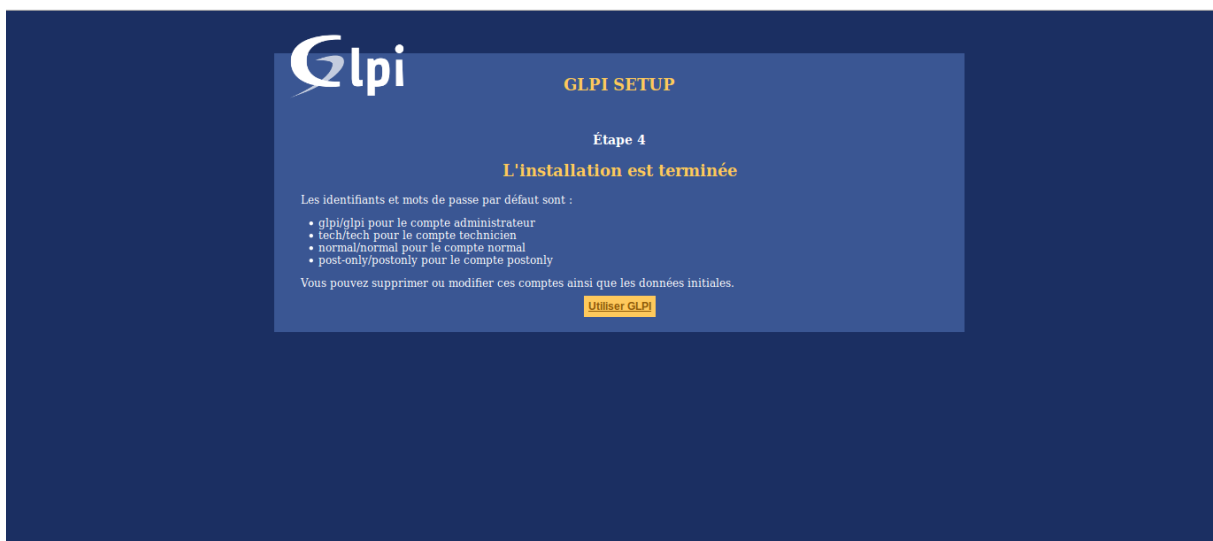 Glpi
GLPI SETUP
Étape 4
L'installation est terminée
Les identifiants et mots de passe par défaut sont :
• glpi/glpi pour le compte administrateur
• tech/tech pour le compte technicien
• normal/normal pour le compte normal
• post-only/postonly pour le compte postonly
Vous pouvez supprimer ou modifier ces comptes ainsi que les données initiales.
Utiliser GLPI